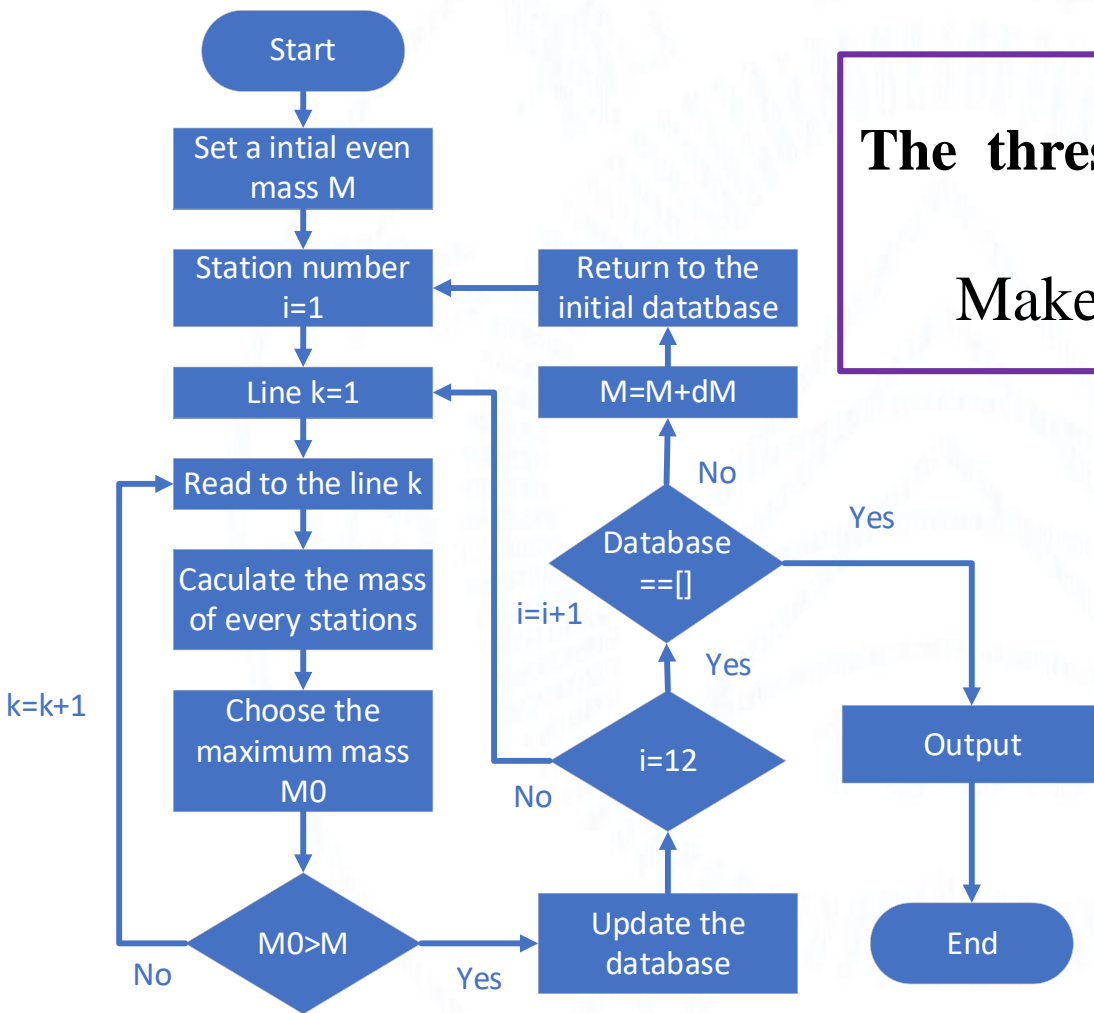 Start
Set a intial even
mass M
Station number
i=1
Line k=1
Read to the line k
Caculate the mass
of every stations
Choose the
maximum mass
M0
M0>M
No
k=k+1
Yes
Update the
database
i=12
No
i=i+1
Yes
Database
==[]
No
M=M+dM
Return to the
initial datatbase
Yes
Output
End
The thres
Make